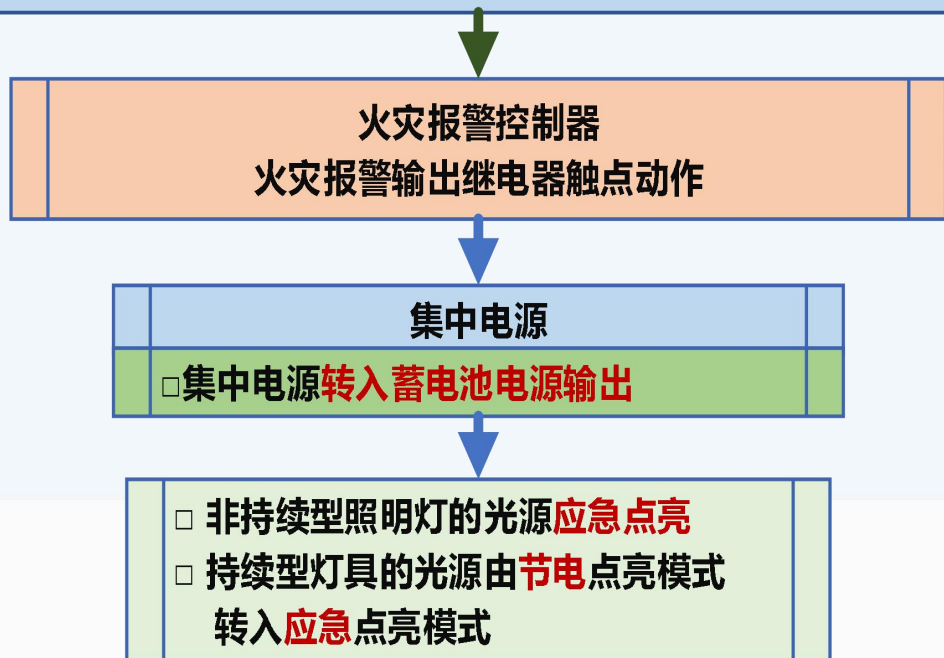 火灾报警控制器
火灾报警输出继电器触点动作
集中电源
□集中电源转入蓄电池电源输出
□ 非持续型照明灯的光源应急点亮
□ 持续型灯具的光源由节电点亮模式
转入应急点亮模式